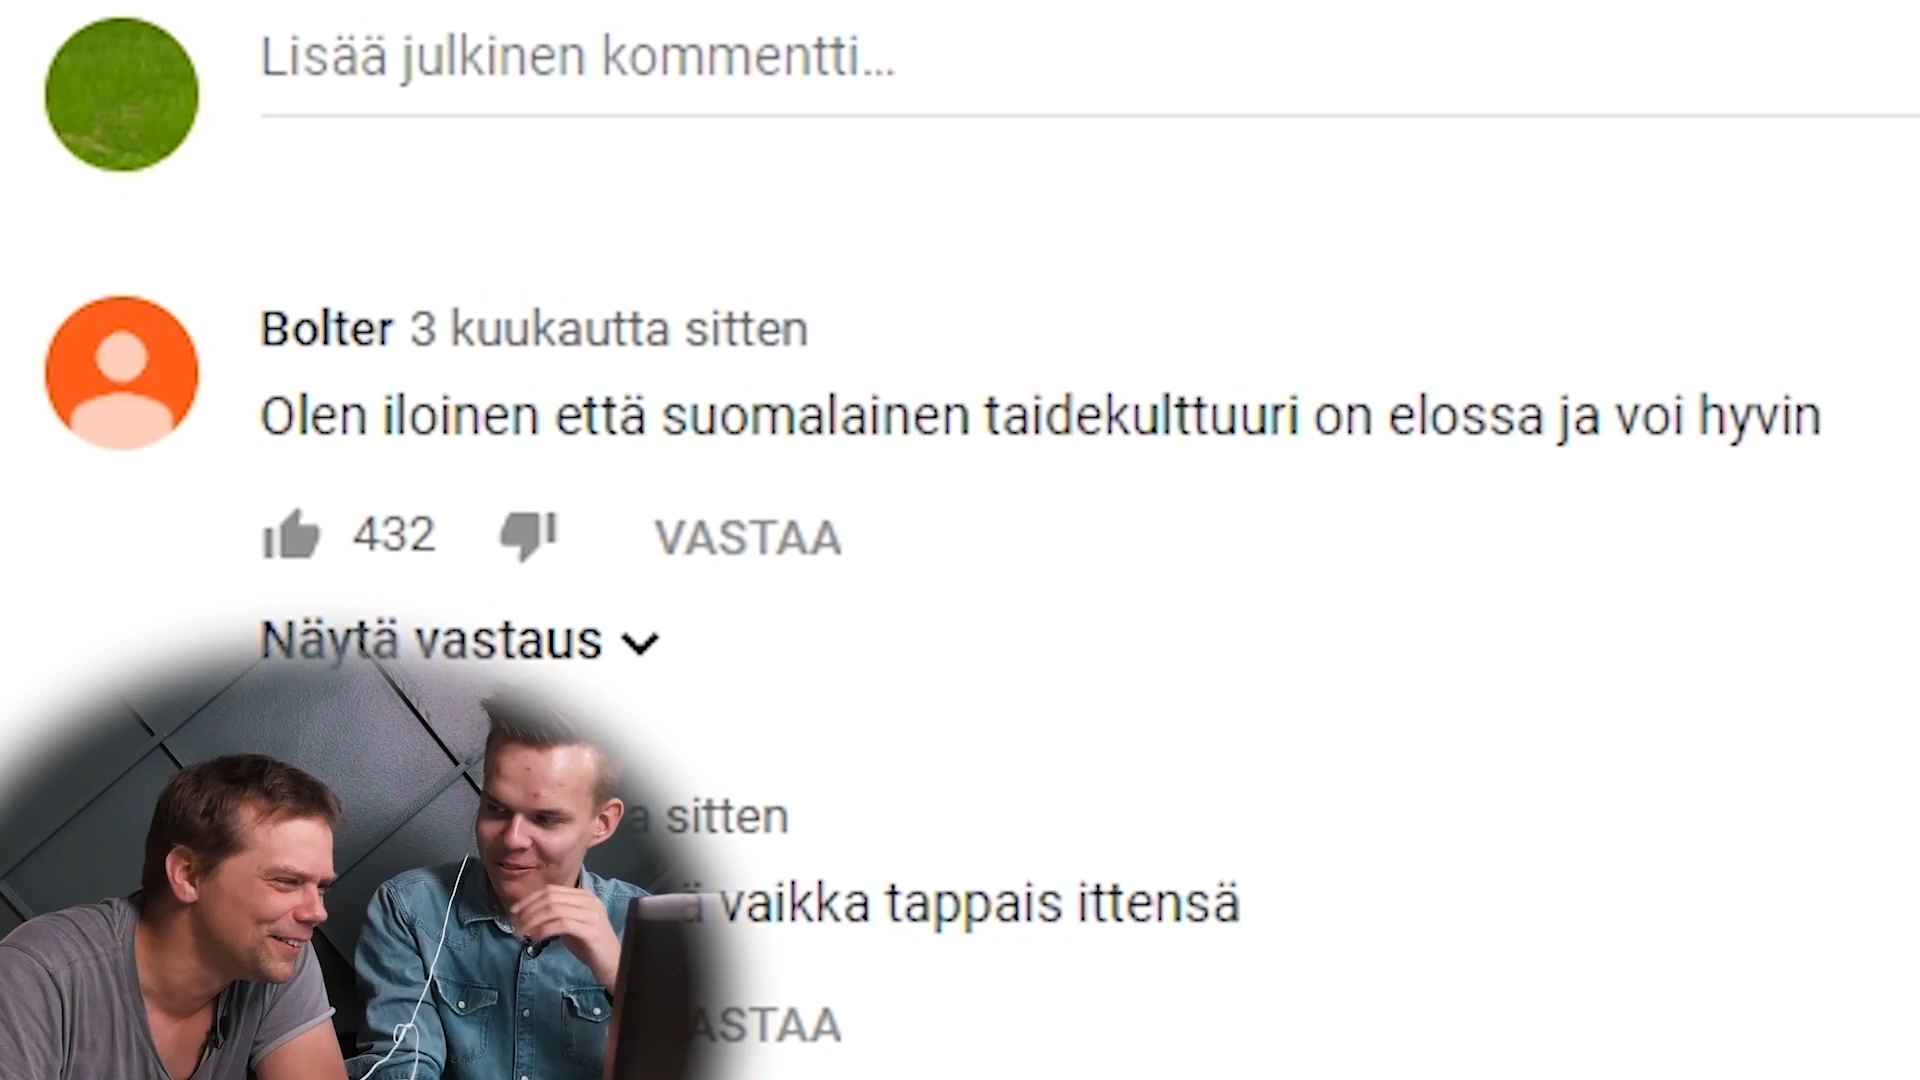 Lisää julkinen kommentti...
Bolter 3 kuukautta sitten
Olen iloinen että suomalainen taidekulttuuri on elossa ja voi hyvin
432 VASTAA
Näytä vastaus
sitten
vaikka tappais ittensä